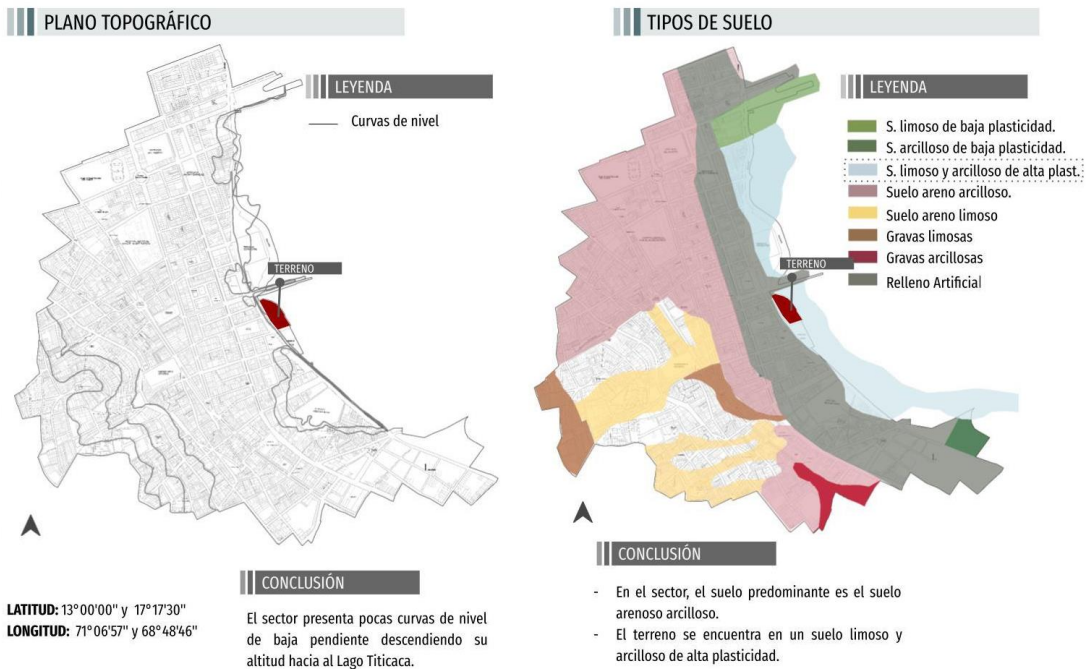 PLANO TOPOGRÁFICO
LEYENDA
Curvas de nivel
TERRENO
LATITUD: 13°00'00'' y 17°17'30''
LONGITUD: 71°06'57'' y 68°48'46''
CONCLUSIÓN
El sector presenta pocas curvas de nivel
de baja pendiente descendiendo su
altitud hacia al Lago Titicaca.
TIPOS DE SUELO
LEYENDA
S. limoso de baja plasticidad.
S. arcilloso de baja plasticidad.
S. limoso y arcilloso de alta plast.
Suelo areno arcilloso.
Suelo areno limoso
Gravas limosas
Gravas arcillosas
Relleno Artificial
TERRENO
CONCLUSIÓN
- En el sector, el suelo predominante es el suelo
arenoso arcilloso.
- El terreno se encuentra en un suelo limoso y
arcilloso de alta plasticidad.